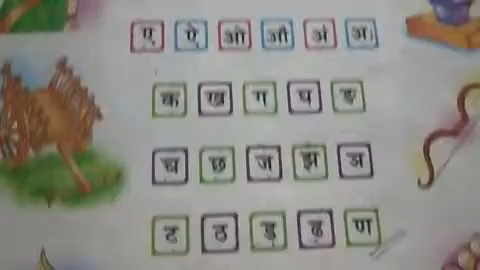 ए ऐ ओ औ अं अः
क ख ग घ ङ
च छ ज झ ञ
ट ठ ड ढ ण